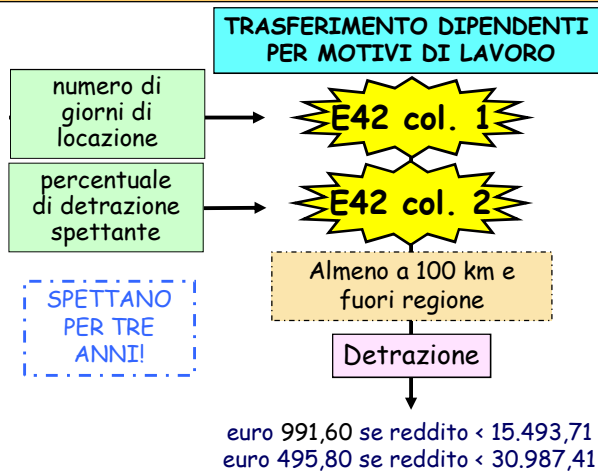 TRASFERIMENTO DIPENDENTI
PER MOTIVI DI LAVORO
numero di
giorni di
locazione
E42 col. 1
percentuale
di detrazione
spettante
E42 col. 2
SPETTANO
PER TRE
ANNI!
Almeno a 100 km e
fuori regione
Detrazione
euro 991,60 se reddito < 15.493,71
euro 495,80 se reddito < 30.987,41